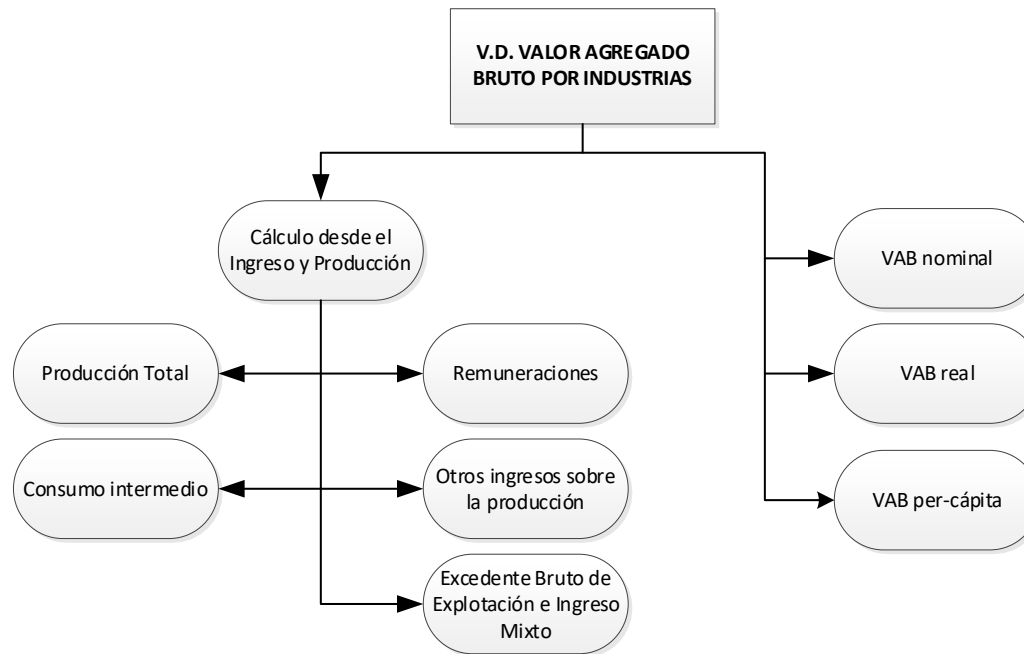 V.D. VALOR AGREGADO
BRUTO POR INDUSTRIAS
Cálculo desde el
Ingreso y Producción
VAB nominal
Producción Total
Remuneraciones
VAB real
Consumo intermedio
Otros ingresos sobre
la producción
VAB per-cápita
Excedente Bruto de
Explotación e Ingreso
Mixto